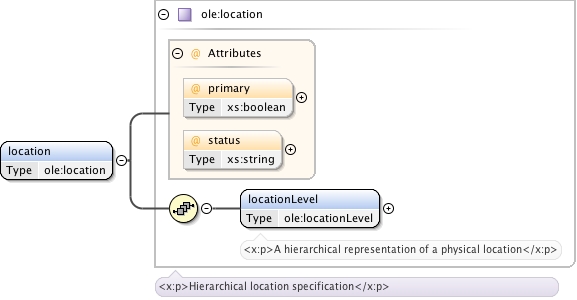 ole:location
@ Attributes
@ primary
Type xs:boolean
@ status
Type xs:string
location
Type ole:location
locationLevel
Type ole:locationLevel
<x:p>A hierarchical representation of a physical location</x:p>
<x:p>Hierarchical location specification</x:p>